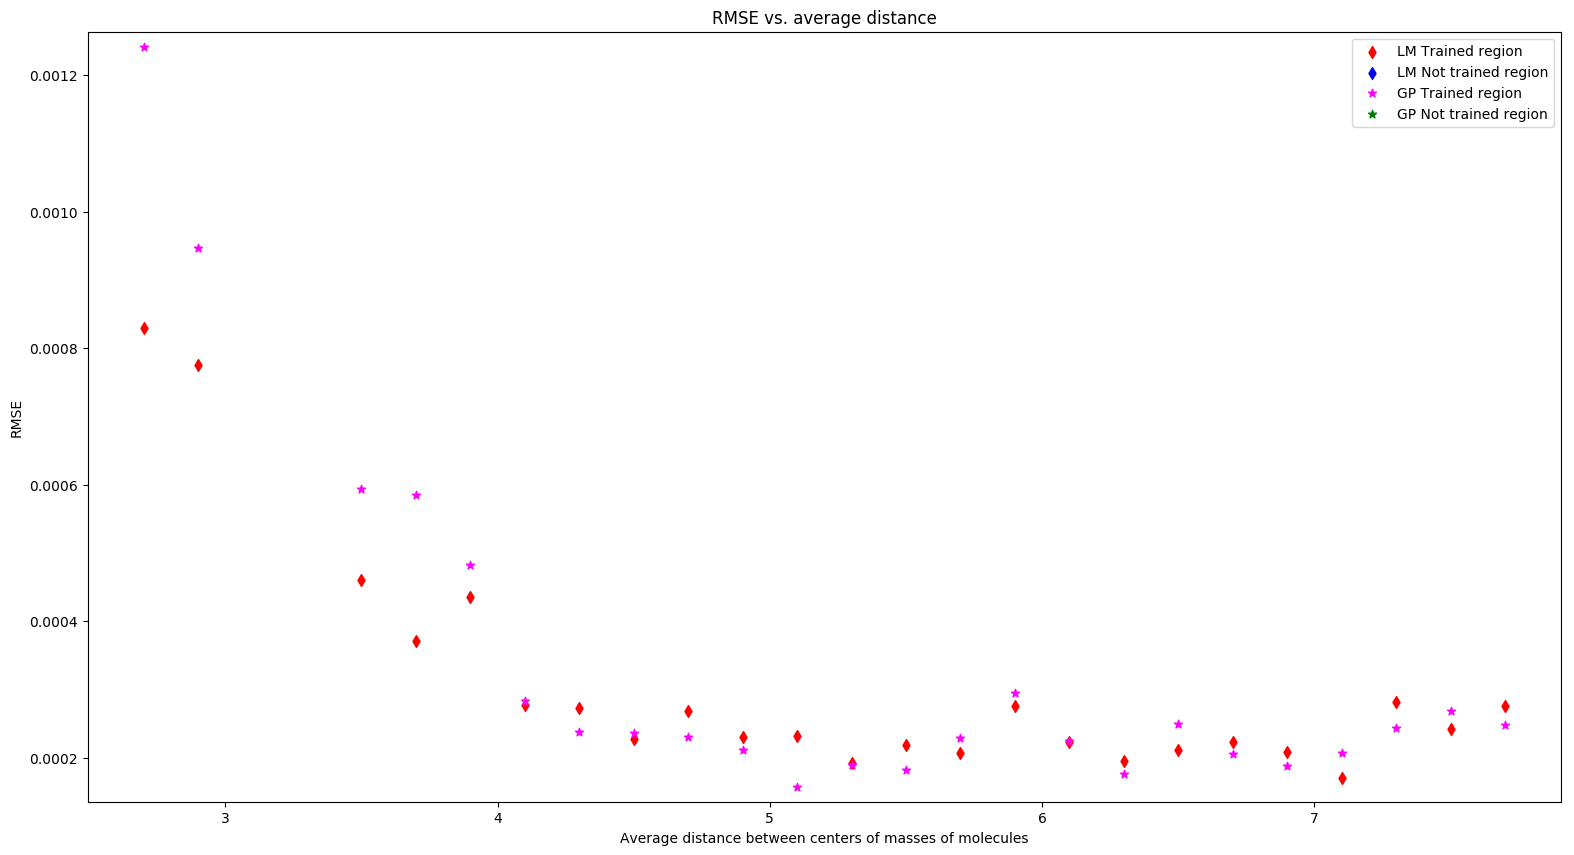 RMSE vs. average distance
LM Trained region
LM Not trained region
GP Trained region
GP Not trained region
0.0012
0.0010
0.0008
0.0006
0.0004
0.0002
RMSE
3
4
5
6
7
Average distance between centers of masses of molecules